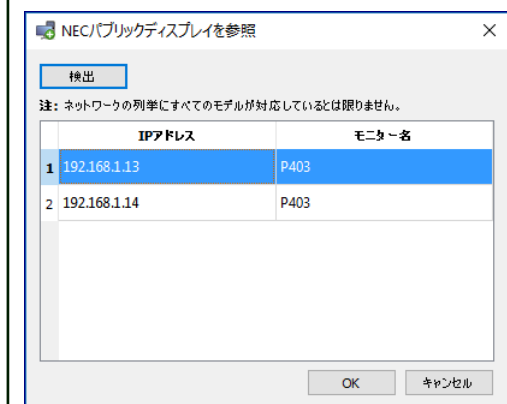 NECパブリックディスプレイを参照
検出
注: ネットワークの列挙にすべてのモデルが対応しているとは限りません。
IPアドレス モニター名
1 192.168.1.13 P403
2 192.168.1.14 P403
OK キャンセル